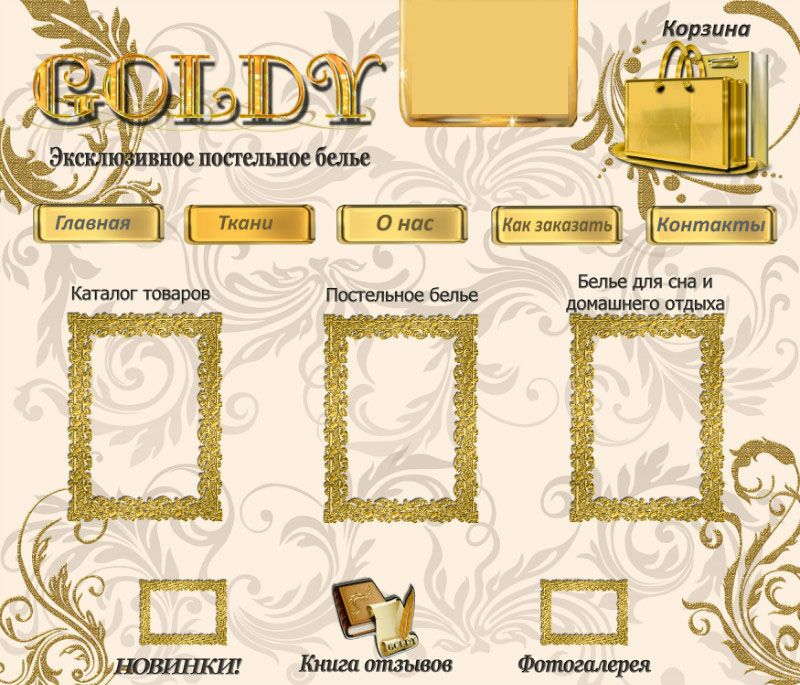 GOLDY
Эксклюзивное постельное белье
Корзина
Главная
Ткани
О нас
Как заказать
Контакты
Каталог товаров
Постельное белье
Белье для сна и
домашнего отдыха
GOLDY
НОВИНКИ!
Книга отзывов
Фотогалерея